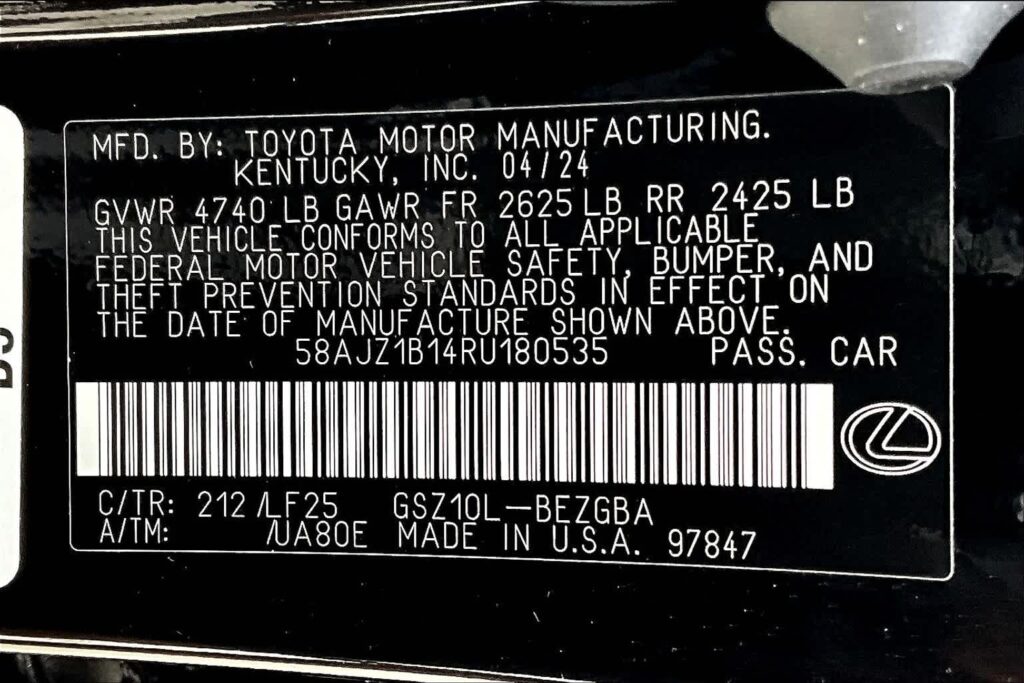 MFD. BY: TOYOTA MOTOR MANUFACTURING.
KENTUCKY, INC. 04/24
GVWR 4740 LB GAWR FR 2625 LB RR 2425 LB
THIS VEHICLE CONFORMS TO ALL APPLICABLE
FEDERAL MOTOR VEHICLE SAFETY, BUMPER, AND
THEFT PREVENTION STANDARDS IN EFFECT ON
THE DATE OF MANUFACTURE SHOWN ABOVE.
58AJZ1B14RU180535 PASS. CAR
C/TR: 212 /LF25 GSZ10L-BEZGBA
A/TM: /UA80E MADE IN U.S.A. 97847